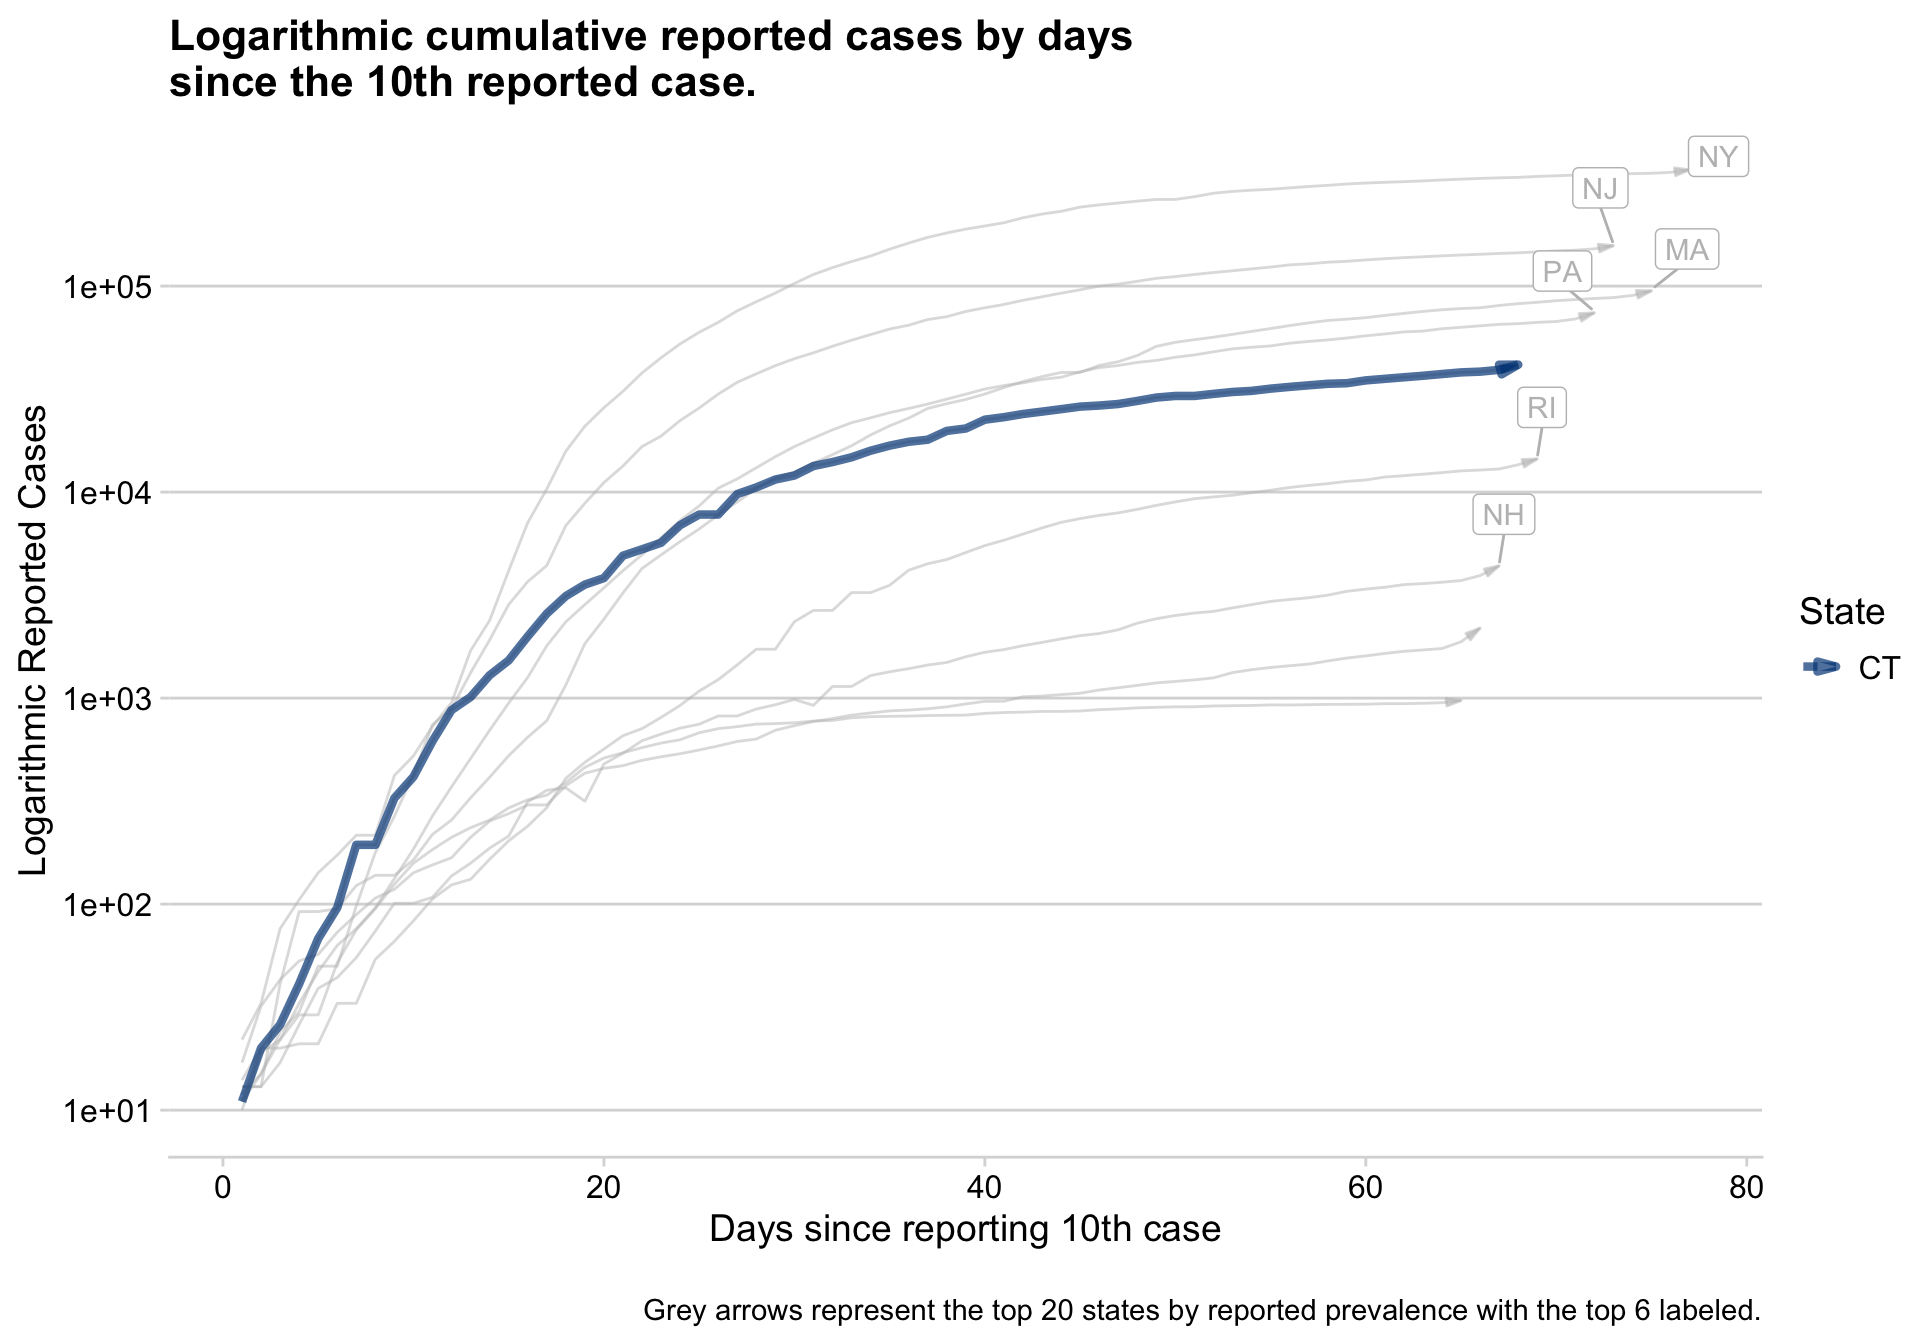 Logarithmic cumulative reported cases by days
since the 10th reported case.
NY
NJ
MA
PA
1e+05
RI
1e+04
NH
Logarithmic Reported Cases
State
CT
1e+03
1e+02
1e+01
0 20 40 60 80
Days since reporting 10th case
Grey arrows represent the top 20 states by reported prevalence with the top 6 labeled.